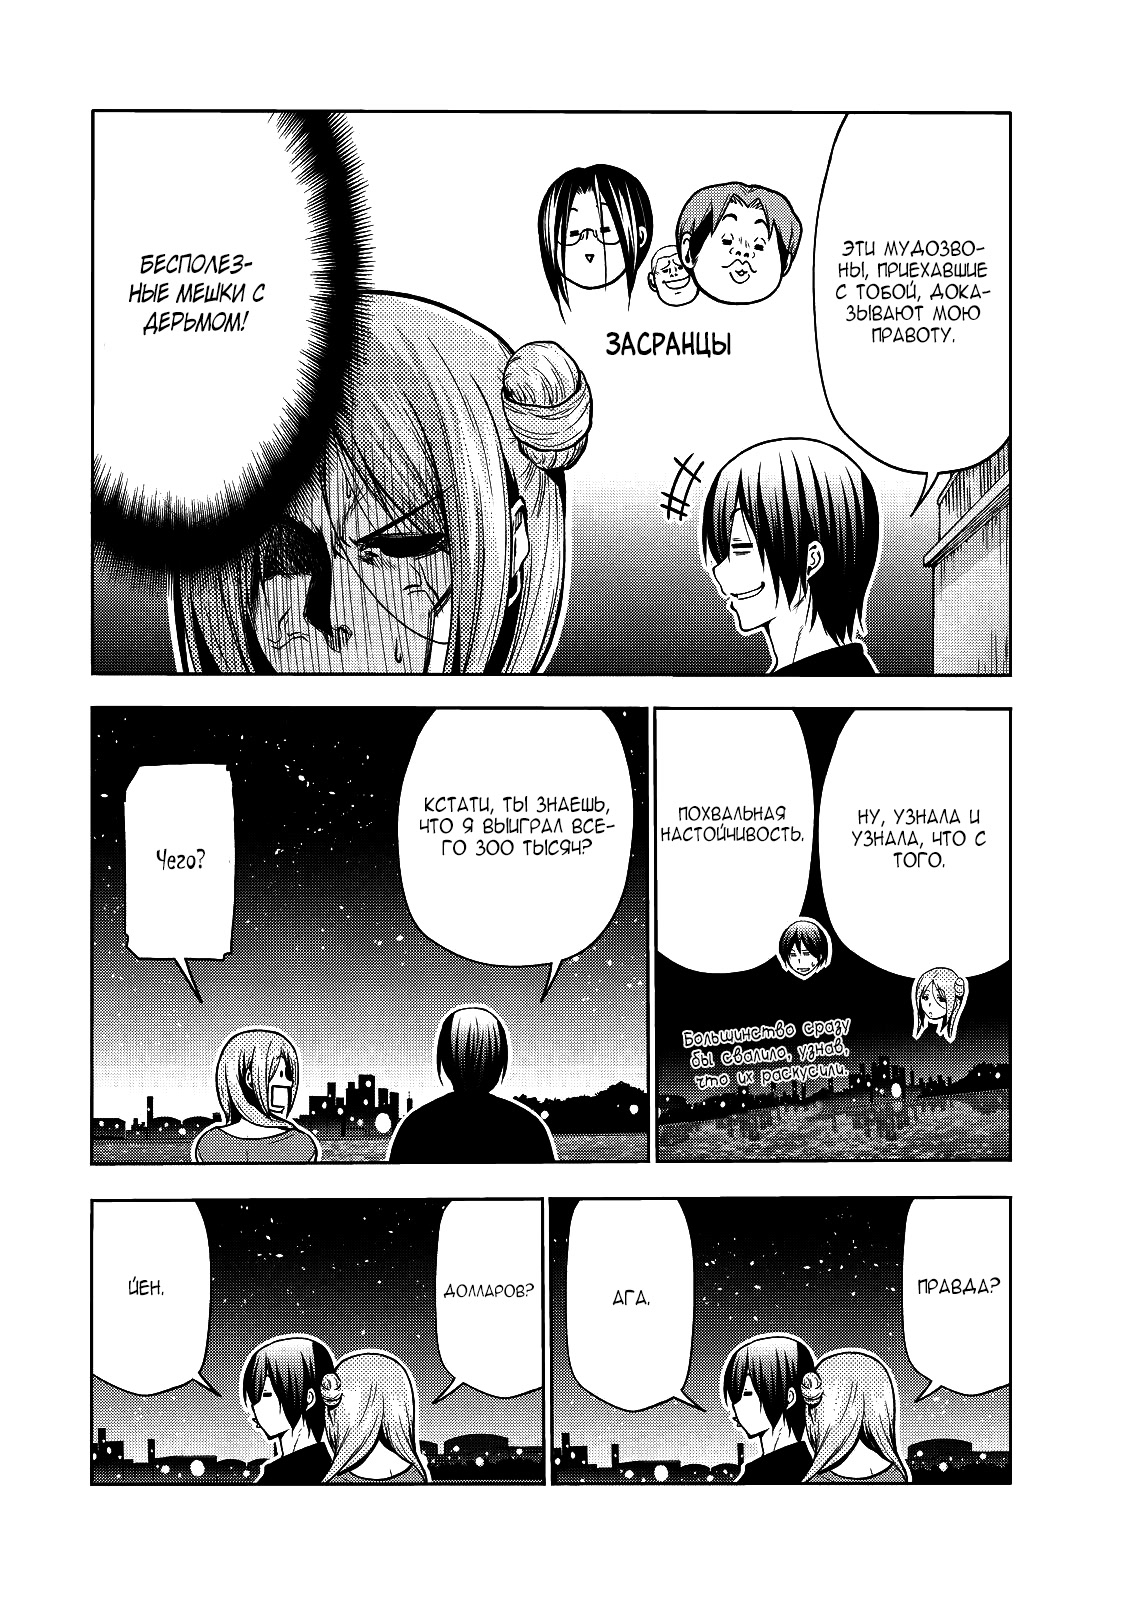 ЭТИ МУДОЗВО-
НЫ, ПРИЕХАВШИЕ
С ТОБОЙ, ДОКА-
ЗЫВАЮТ МОЮ
ПРАВОТУ.
ЗАСРАНЦЫ
БЕСПОЛЕЗ-
НЫЕ МЕШКИ С
ДЕРЬМОМ!
НУ, УЗНАЛА И
УЗНАЛА, ЧТО С
ТОГО.
ПОХВАЛЬНАЯ
НАСТОЙЧИВОСТЬ.
Большинство сразу
бы свалило, узнав,
что их раскусили.
КСТАТИ, ТЫ ЗНАЕШЬ,
ЧТО Я ВЫИГРАЛ ВСЕ-
ГО 300 ТЫСЯЧ?
Чего?
ПРАВДА?
АГА.
ДОЛЛАРОВ?
ЙЕН.